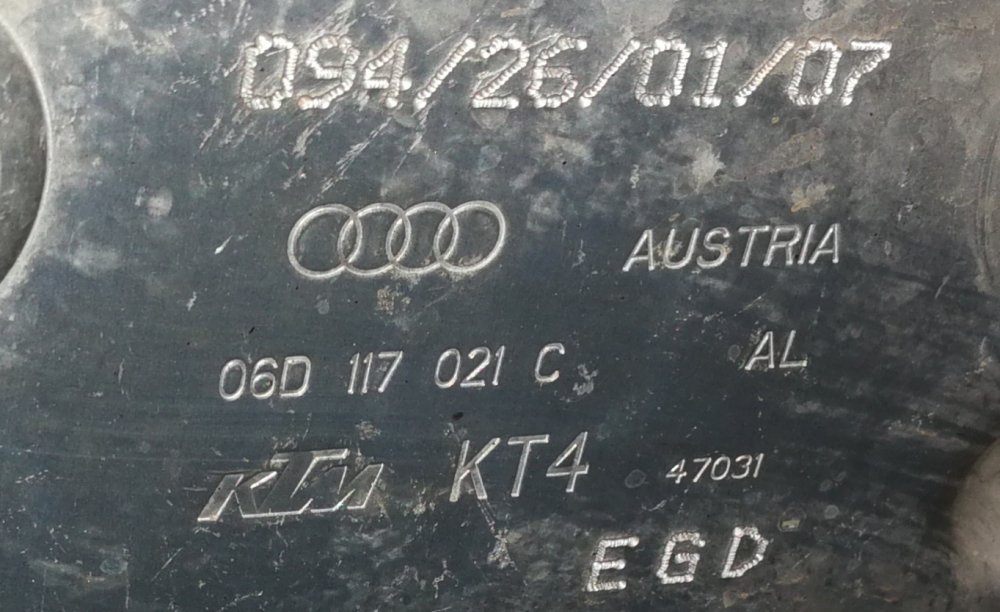 094/26/01/07
AUSTRIA
06D 117 021 C AL
KTM KT4 47031
EGD